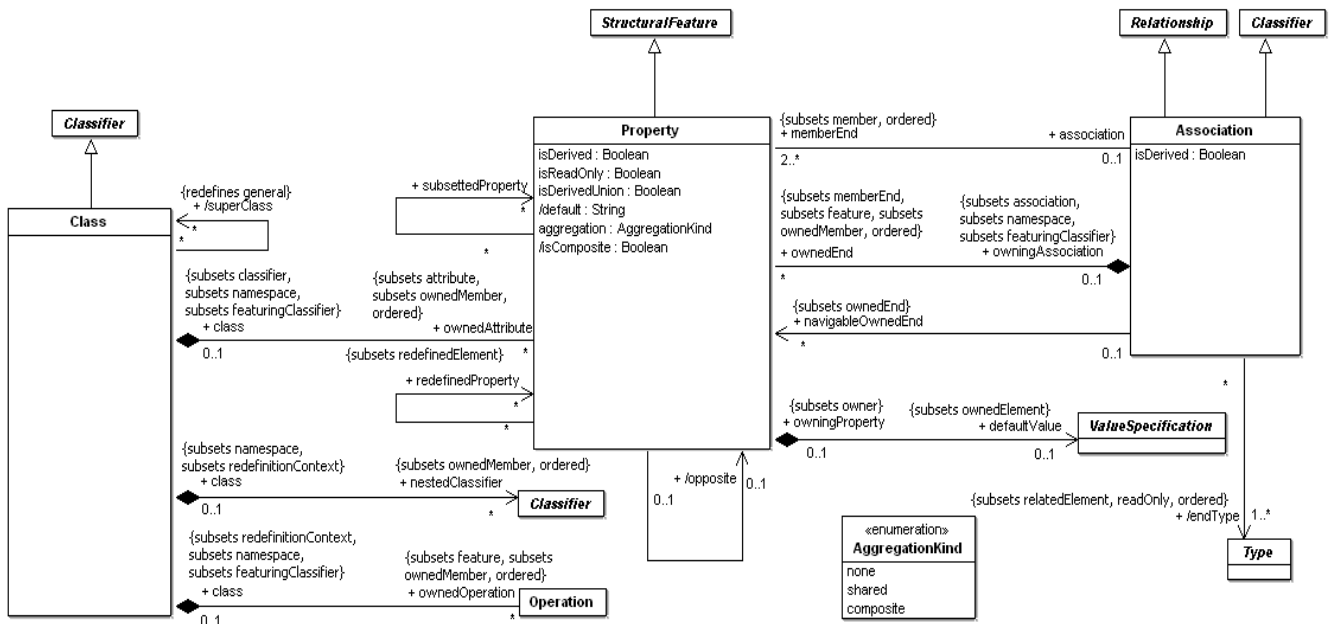 StructuralFeature
Relationship
Classifier
Classifier
Property
isDerived : Boolean
isReadOnly : Boolean
isDerivedUnion : Boolean
/default : String
aggregation : AggregationKind
/isComposite : Boolean
Association
isDerived : Boolean
{subsets member, ordered}
+ memberEnd
2..*
+ association
0..1
{redefines general}
+ /superClass
*
*
Class
+ subsettedProperty
*
*
{subsets memberEnd,
subsets feature, subsets
ownedMember, ordered}
+ ownedEnd
*
{subsets association,
subsets namespace,
subsets featuringClassifier}
+ owningAssociation
0..1
{subsets classifier,
subsets namespace,
subsets featuringClassifier}
+ class
0..1
{subsets attribute,
subsets ownedMember,
ordered}
+ ownedAttribute
*
{subsets ownedEnd}
+ navigableOwnedEnd
*
0..1
{subsets redefinedElement}
+ redefinedProperty
*
*
{subsets owner}
+ owningProperty
0..1
{subsets ownedElement}
+ defaultValue
0..1
ValueSpecification
*
{subsets namespace,
subsets redefinitionContext}
+ class
0..1
{subsets ownedMember, ordered}
+ nestedClassifier
*
Classifier
+ /opposite
0..1
0..1
{subsets relatedElement, readOnly, ordered}
+ /endType
1..*
Type
«enumeration»
AggregationKind
none
shared
composite
{subsets redefinitionContext,
subsets namespace,
subsets featuringClassifier}
+ class
0..1
{subsets feature, subsets
ownedMember, ordered}
+ ownedOperation
*
Operation